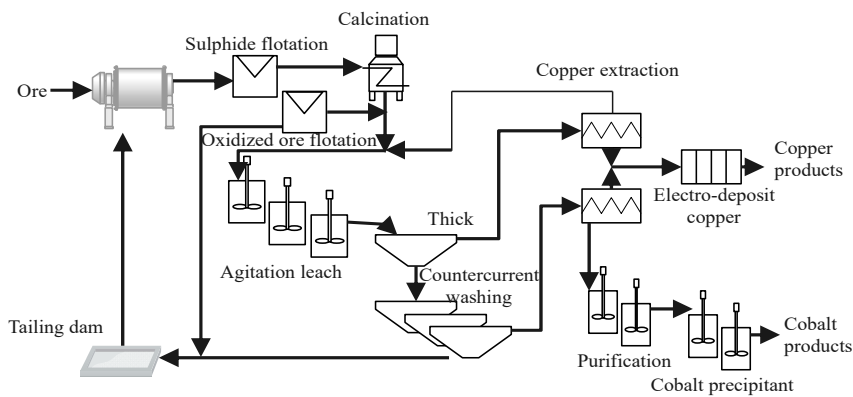 Calcination
Sulphide flotation
Copper extraction
Ore
Oxidized ore flotation
Copper
products
Electro-deposit
copper
Thick
Agitation leach
Countercurrent
washing
Tailing dam
Cobalt
products
Purification
Cobalt precipitant